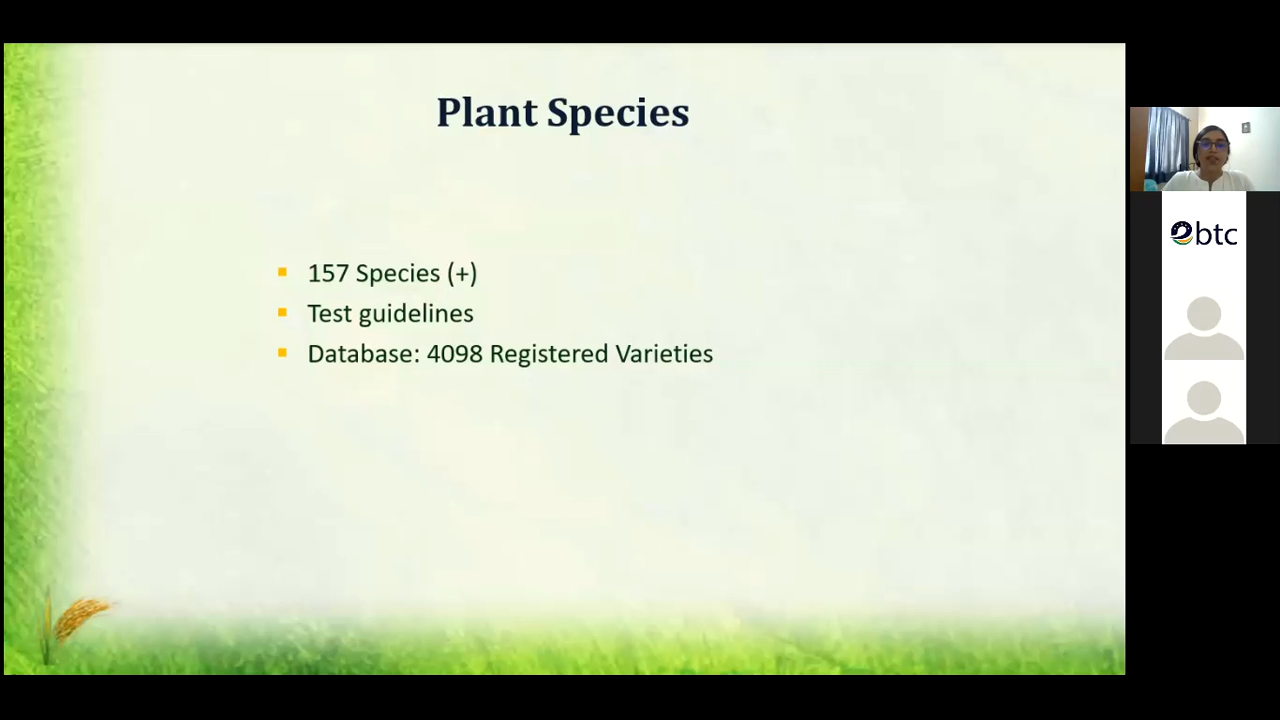 Plant Species
157 Species (+)
Test guidelines
Database: 4098 Registered Varieties
btc